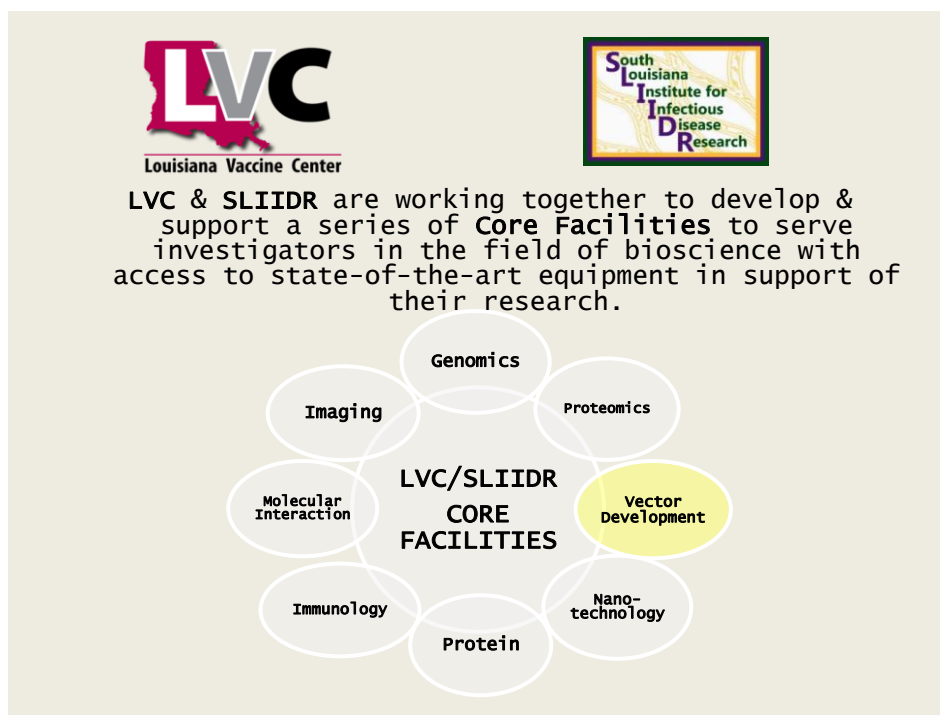 LVC
Louisiana Vaccine Center
South
Louisiana
Institute for
Infectious
Disease
Research
LVC & SLIIDR are working together to develop &
support a series of Core Facilities to serve
investigators in the field of bioscience with
access to state-of-the-art equipment in support of
their research.
Genomics
Imaging
Proteomics
LVC/SLIIDR
CORE
FACILITIES
Molecular
Interaction
Vector
Development
Immunology
Nano-
technology
Protein